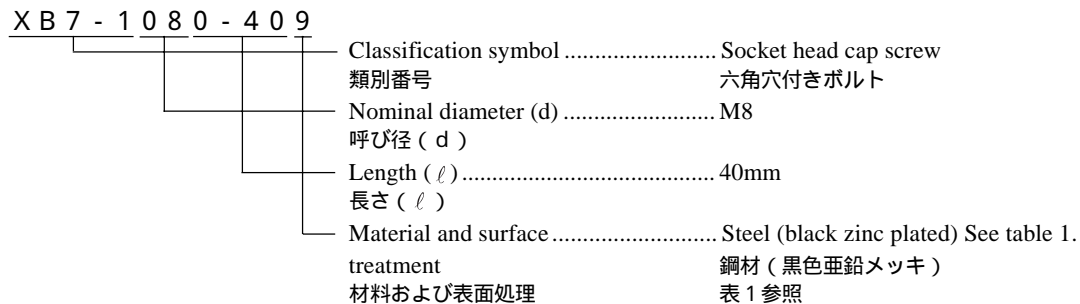 XB7-1080-409
Classification symbol ......................... Socket head cap screw
類別番号 六角穴付きボルト
Nominal diameter (d) ......................... M8
呼び径(d)
Length (ℓ) ......................................... 40mm
長さ(ℓ)
Material and surface ........................... Steel (black zinc plated) See table 1.
treatment 鋼材(黒色亜鉛メッキ)
材料および表面処理 表1参照